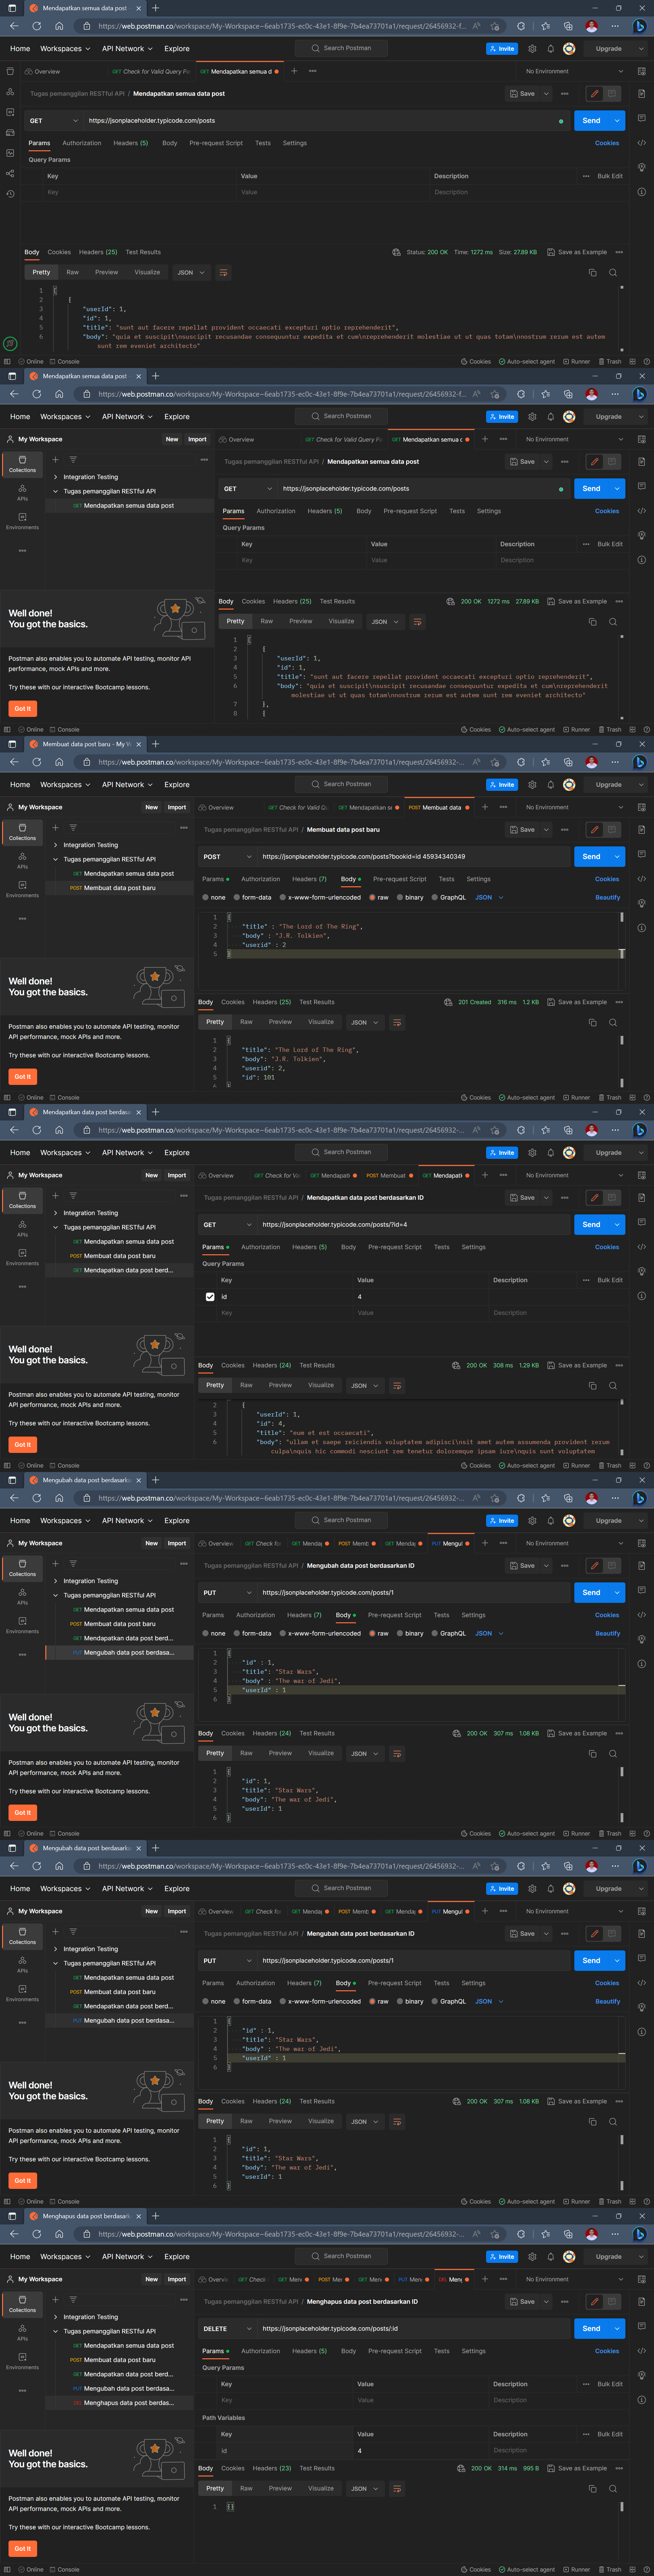 Mendapatkan semua data post
https://web.postman.co/workspace/My-Workspace~6eab1735-ec0c-43e1-8f9e-7b4ea73701a1/request/26456932-f...
Home Workspaces API Network Explore Search Postman Invite Upgrade
Overview GET Check for Valid Query Pa GET Mendapatkan semua d No Environment
Tugas pemanggilan RESTful API / Mendapatkan semua data post Save
GET https://jsonplaceholder.typicode.com/posts Send
Params Authorization Headers (5) Body Pre-request Script Tests Settings Cookies
Query Params
Key Value Description Bulk Edit
Key Value Description
Body Cookies Headers (25) Test Results Status: 200 OK Time: 1272 ms Size: 27.89 KB Save as Example
Pretty Raw Preview Visualize JSON
1 [
2 {
3 "userId": 1,
4 "id": 1,
5 "title": "sunt aut facere repellat provident occaecati excepturi optio reprehenderit",
6 "body": "quia et suscipit\nsuscipit recusandae consequuntur expedita et cum\nreprehenderit molestiae ut ut quas totam\nnostrum rerum est autem
sunt rem eveniet architecto"
Online Console Cookies Auto-select agent Runner Trash
Mendapatkan semua data post
https://web.postman.co/workspace/My-Workspace~6eab1735-ec0c-43e1-8f9e-7b4ea73701a1/request/26456932-f...
Home Workspaces API Network Explore Search Postman Invite Upgrade
My Workspace New Import Overview GET Check for Valid Query Pa GET Mendapatkan semua d No Environment
Collections
APIs
Environments
Integration Testing
Tugas pemanggilan RESTful API
GET Mendapatkan semua data post
Well done!
You got the basics.
Postman also enables you to automate API testing, monitor API
performance, mock APIs and more.
Try these with our interactive Bootcamp lessons.
Got it
Tugas pemanggilan RESTful API / Mendapatkan semua data post Save
GET https://jsonplaceholder.typicode.com/posts Send
Params Authorization Headers (5) Body Pre-request Script Tests Settings Cookies
Query Params
Key Value Description Bulk Edit
Key Value Description
Body Cookies Headers (25) Test Results 200 OK 1272 ms 27.89 KB Save as Example
Pretty Raw Preview Visualize JSON
1 [
2 {
3 "userId": 1,
4 "id": 1,
5 "title": "sunt aut facere repellat provident occaecati excepturi optio reprehenderit",
6 "body": "quia et suscipit\nsuscipit recusandae consequuntur expedita et cum\nreprehenderit
molestiae ut ut quas totam\nnostrum rerum est autem sunt rem eveniet architecto"
7 },
8 {
Online Console Cookies Auto-select agent Runner Trash
Membuat data post baru - My W
https://web.postman.co/workspace/My-Workspace~6eab1735-ec0c-43e1-8f9e-7b4ea73701a1/request/26456932-...
Home Workspaces API Network Explore Search Postman Invite Upgrade
My Workspace New Import Overview GET Check for Valid Q GET Mendapatkan s POST Membuat data No Environment
Collections
APIs
Environments
Integration Testing
Tugas pemanggilan RESTful API
GET Mendapatkan semua data post
POST Membuat data post baru
Well done!
You got the basics.
Postman also enables you to automate API testing, monitor
API performance, mock APIs and more.
Try these with our interactive Bootcamp lessons.
Got it
Tugas pemanggilan RESTful API / Membuat data post baru Save
POST https://jsonplaceholder.typicode.com/posts?bookid=id 45934340349 Send
Params Authorization Headers (7) Body Pre-request Script Tests Settings Cookies
none form-data x-www-form-urlencoded raw binary GraphQL JSON Beautify
1 {
2 "title" : "The Lord of The Ring",
3 "body" : "J.R. Tolkien",
4 "userid" : 2
5 }
Body Cookies Headers (25) Test Results 201 Created 316 ms 1.2 KB Save as Example
Pretty Raw Preview Visualize JSON
1 {
2 "title": "The Lord of The Ring",
3 "body": "J.R. Tolkien",
4 "userid": 2,
5 "id": 101
Online Console Cookies Auto-select agent Runner Trash
Mendapatkan data post berdasa
https://web.postman.co/workspace/My-Workspace~6eab1735-ec0c-43e1-8f9e-7b4ea73701a1/request/26456932-...
Home Workspaces API Network Explore Search Postman Invite Upgrade
My Workspace New Import Overview GET Check for Va GET Mendapati POST Membuat GET Mendapati No Environment
Collections
APIs
Environments
Integration Testing
Tugas pemanggilan RESTful API
GET Mendapatkan semua data post
POST Membuat data post baru
GET Mendapatkan data post berd...
Well done!
You got the basics.
Postman also enables you to automate API testing, monitor
API performance, mock APIs and more.
Try these with our interactive Bootcamp lessons.
Got it
Tugas pemanggilan RESTful API / Mendapatkan data post berdasarkan ID Save
GET https://jsonplaceholder.typicode.com/posts/?id=4 Send
Params Authorization Headers (5) Body Pre-request Script Tests Settings Cookies
Query Params
Key Value Description Bulk Edit
id 4
Key Value Description
Body Cookies Headers (24) Test Results 200 OK 308 ms 1.29 KB Save as Example
Pretty Raw Preview Visualize JSON
2 {
3 "userId": 1,
4 "id": 4,
5 "title": "eum et est occaecati",
6 "body": "ullam et saepe reiciendis voluptatem adipisci\nsit amet autem assumenda provident rerum
culpa\nquis hic commodi nesciunt rem tenetur doloremque ipsam iure\nquis sunt voluptatem
Online Console Cookies Auto-select agent Runner Trash
Mengubah data post berdasarka
https://web.postman.co/workspace/My-Workspace~6eab1735-ec0c-43e1-8f9e-7b4ea73701a1/request/26456932-...
Home Workspaces API Network Explore Search Postman Invite Upgrade
My Workspace New Import Overview GET Check Fo GET Mendap POST Memb GET Mendap PUT Mengul No Environment
Collections
APIs
Environments
Integration Testing
Tugas pemanggilan RESTful API
GET Mendapatkan semua data post
POST Membuat data post baru
GET Mendapatkan data post berd...
PUT Mengubah data post berdasa...
Well done!
You got the basics.
Postman also enables you to automate API testing, monitor
API performance, mock APIs and more.
Try these with our interactive Bootcamp lessons.
Got it
Tugas pemanggilan RESTful API / Mengubah data post berdasarkan ID Save
PUT https://jsonplaceholder.typicode.com/posts/1 Send
Params Authorization Headers (7) Body Pre-request Script Tests Settings Cookies
none form-data x-www-form-urlencoded raw binary GraphQL JSON Beautify
1 {
2 "id" : 1,
3 "title": "Star Wars",
4 "body" : "The war of Jedi",
5 "userId" : 1
6 }
Body Cookies Headers (24) Test Results 200 OK 307 ms 1.08 KB Save as Example
Pretty Raw Preview Visualize JSON
1 {
2 "id": 1,
3 "title": "Star Wars",
4 "body": "The war of Jedi",
5 "userId": 1
6 }
Online Console Cookies Auto-select agent Runner Trash
Mengubah data post berdasarka
https://web.postman.co/workspace/My-Workspace~6eab1735-ec0c-43e1-8f9e-7b4ea73701a1/request/26456932-...
Home Workspaces API Network Explore Search Postman Invite Upgrade
My Workspace New Import Overview GET Check Bo GET Mendap POST Memb GET Mendap PUT Mengul No Environment
Collections
APIs
Environments
Integration Testing
Tugas pemanggilan RESTful API
GET Mendapatkan semua data post
POST Membuat data post baru
GET Mendapatkan data post berd...
PUT Mengubah data post berdasa...
Well done!
You got the basics.
Postman also enables you to automate API testing, monitor
API performance, mock APIs and more.
Try these with our interactive Bootcamp lessons.
Got it
Tugas pemanggilan RESTful API / Mengubah data post berdasarkan ID Save
PUT https://jsonplaceholder.typicode.com/posts/1 Send
Params Authorization Headers (7) Body Pre-request Script Tests Settings Cookies
none form-data x-www-form-urlencoded raw binary GraphQL JSON Beautify
1 {
2 "id" : 1,
3 "title": "Star Wars",
4 "body" : "The war of Jedi",
5 "userId" : 1
6 }
Body Cookies Headers (24) Test Results 200 OK 307 ms 1.08 KB Save as Example
Pretty Raw Preview Visualize JSON
1 {
2 "id": 1,
3 "title": "Star Wars",
4 "body": "The war of Jedi",
5 "userId": 1
6 }
Online Console Cookies Auto-select agent Runner Trash
Menghapus data post berdasark
https://web.postman.co/workspace/My-Workspace~6eab1735-ec0c-43e1-8f9e-7b4ea73701a1/request/26456932-...
Home Workspaces API Network Explore Search Postman Invite Upgrade
My Workspace New Import Overvi GET Check GET Men POST Me GET Men PUT Men DEL Men No Environment
Collections
APIs
Environments
Integration Testing
Tugas pemanggilan RESTful API
GET Mendapatkan semua data post
POST Membuat data post baru
GET Mendapatkan data post berd...
PUT Mengubah data post berdasa...
DEL Menghapus data post berdas...
Well done!
You got the basics.
Postman also enables you to automate API testing, monitor
API performance, mock APIs and more.
Try these with our interactive Bootcamp lessons.
Got it
Tugas pemanggilan RESTful API / Menghapus data post berdasarkan ID Save
DELETE https://jsonplaceholder.typicode.com/posts/:id Send
Params Authorization Headers (5) Body Pre-request Script Tests Settings Cookies
Query Params
Key Value Description Bulk Edit
Key Value Description
Path Variables
Key Value Description Bulk Edit
id 4 Description
Body Cookies Headers (23) Test Results 200 OK 314 ms 995 B Save as Example
Pretty Raw Preview Visualize JSON
1 {}
Online Console Cookies Auto-select agent Runner Trash